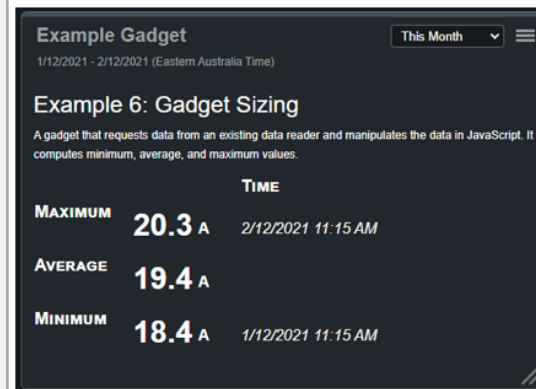 Example Gadget
This Month
1/12/2021 - 2/12/2021 (Eastern Australia Time)
Example 6: Gadget Sizing
A gadget that requests data from an existing data reader and manipulates the data in JavaScript. It
computes minimum, average, and maximum values.
TIME
MAXIMUM 20.3 A 2/12/2021 11:15 AM
AVERAGE 19.4 A
MINIMUM 18.4 A 1/12/2021 11:15 AM